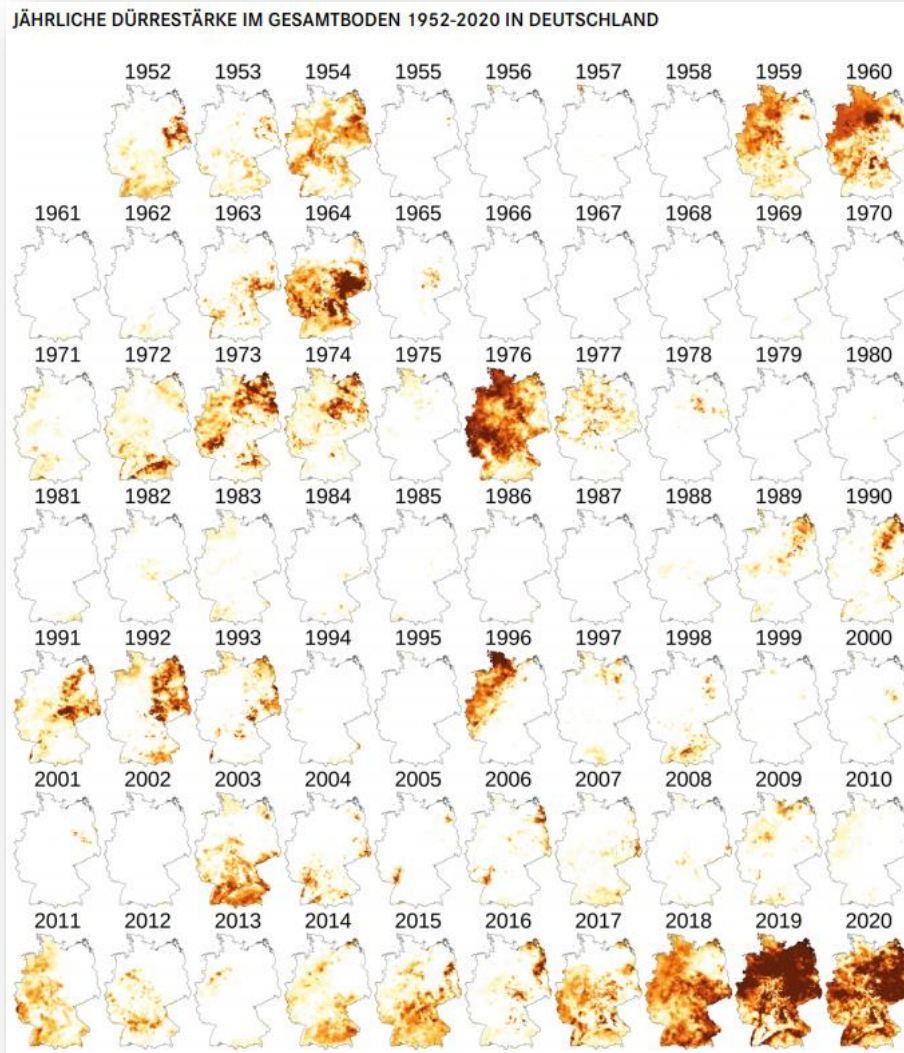 JÄHRLICHE DÜRRESTÄRKE IM GESAMTBODEN 1952-2020 IN DEUTSCHLAND
1952 1953 1954 1955 1956 1957 1958 1959 1960
1961 1962 1963 1964 1965 1966 1967 1968 1969 1970
1971 1972 1973 1974 1975 1976 1977 1978 1979 1980
1981 1982 1983 1984 1985 1986 1987 1988 1989 1990
1991 1992 1993 1994 1995 1996 1997 1998 1999 2000
2001 2002 2003 2004 2005 2006 2007 2008 2009 2010
2011 2012 2013 2014 2015 2016 2017 2018 2019 2020